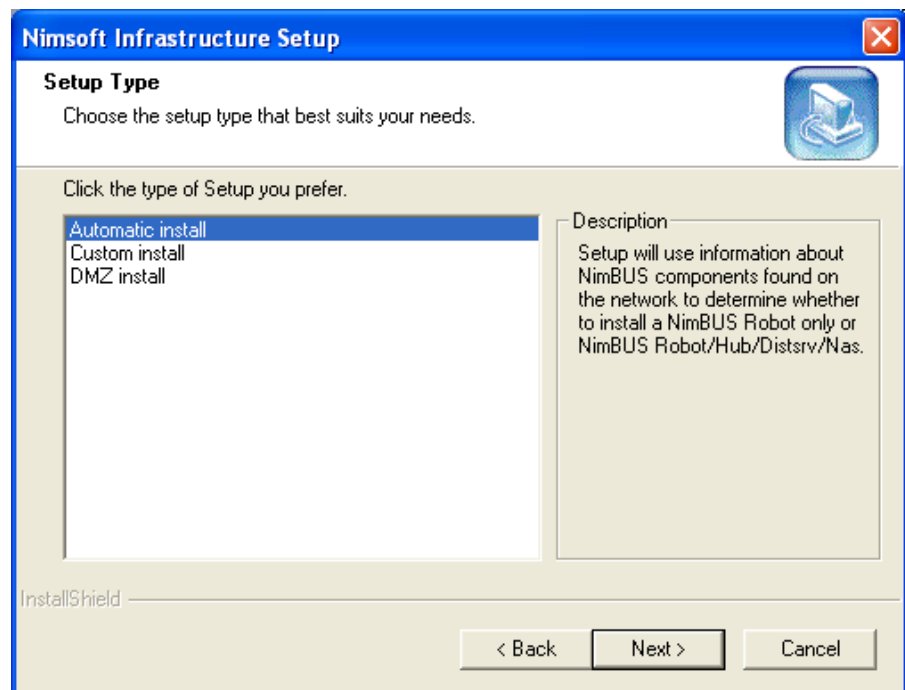 Nimsoft Infrastructure Setup
Setup Type
Choose the setup type that best suits your needs.
Click the type of Setup you prefer.
Automatic install
Custom install
DMZ install
Description
Setup will use information about
NimBUS components found on
the network to determine whether
to install a NimBUS Robot only or
NimBUS Robot/Hub/Distsrv/Nas.
InstallShield
< Back
Next >
Cancel